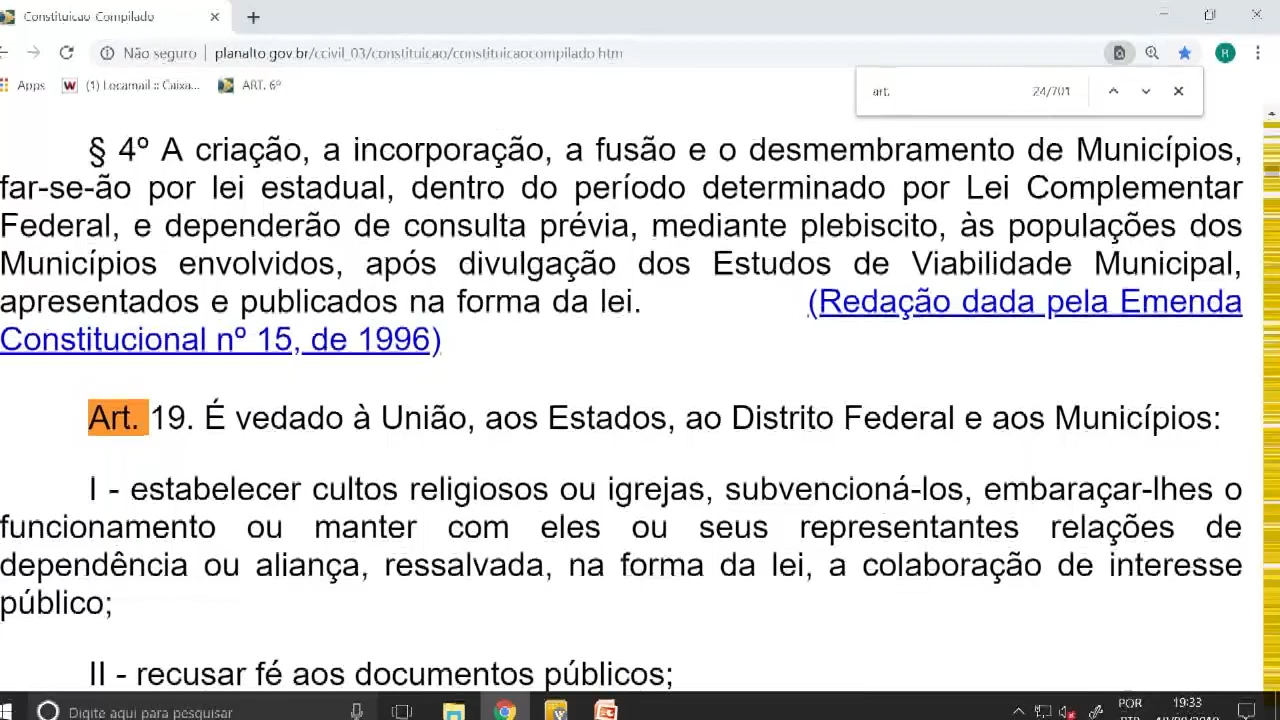 Constituicao-Compilado
Não seguro | planalto.gov.br/ccivil_03/constituicao/constituicaocompilado.htm
Apps (1) Locamail :: Caixa... ART. 6º
art. 24/701
§ 4º A criação, a incorporação, a fusão e o desmembramento de Municípios,
far-se-ão por lei estadual, dentro do período determinado por Lei Complementar
Federal, e dependerão de consulta prévia, mediante plebiscito, às populações dos
Municípios envolvidos, após divulgação dos Estudos de Viabilidade Municipal,
apresentados e publicados na forma da lei. (Redação dada pela Emenda
Constitucional nº 15, de 1996)
Art. 19. É vedado à União, aos Estados, ao Distrito Federal e aos Municípios:
I - estabelecer cultos religiosos ou igrejas, subvencioná-los, embaraçar-lhes o
funcionamento ou manter com eles ou seus representantes relações de
dependência ou aliança, ressalvada, na forma da lei, a colaboração de interesse
público;
II - recusar fé aos documentos públicos;
Digite aqui para pesquisar
POR 19:33